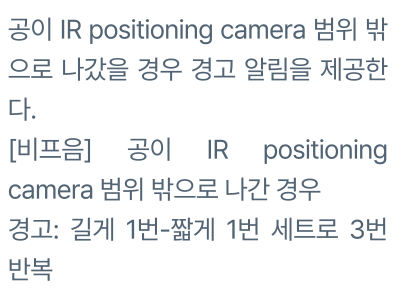 공이 IR positioning camera 범위 밖
으로 나갔을 경우 경고 알림을 제공한
다.
[비프음] 공이 IR positioning
camera 범위 밖으로 나간 경우
경고: 길게 1번-짧게 1번 세트로 3번
반복